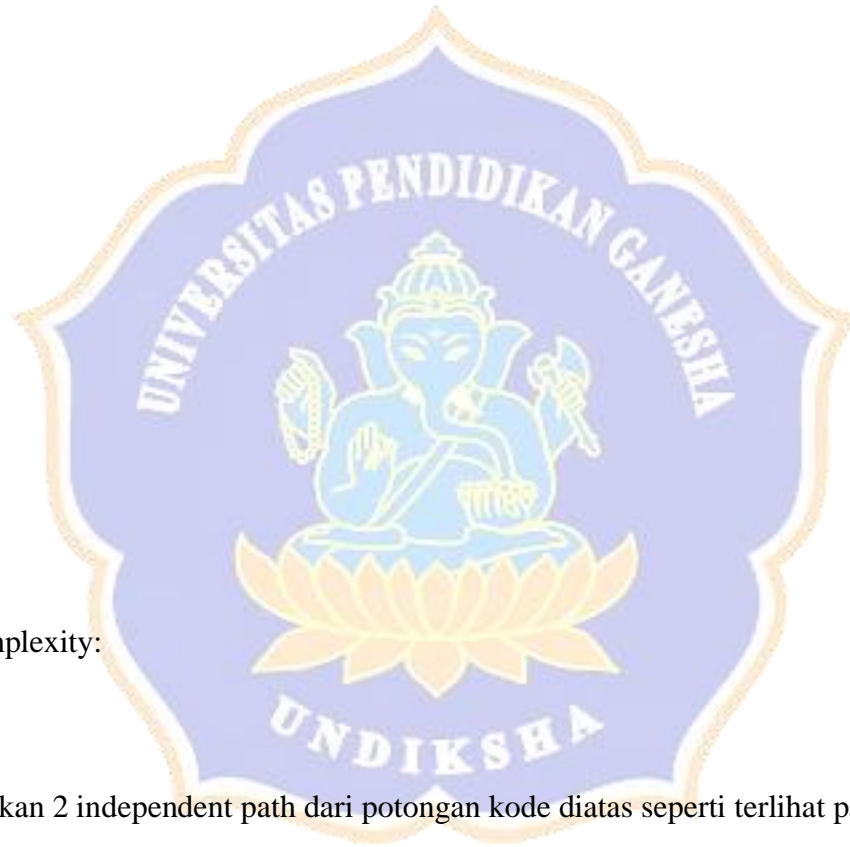 UNIVERSITAS PENDIDIKAN GANESHA
mplexity:
UNDIKSHA
kan 2 independent path dari potongan kode diatas seperti terlihat p